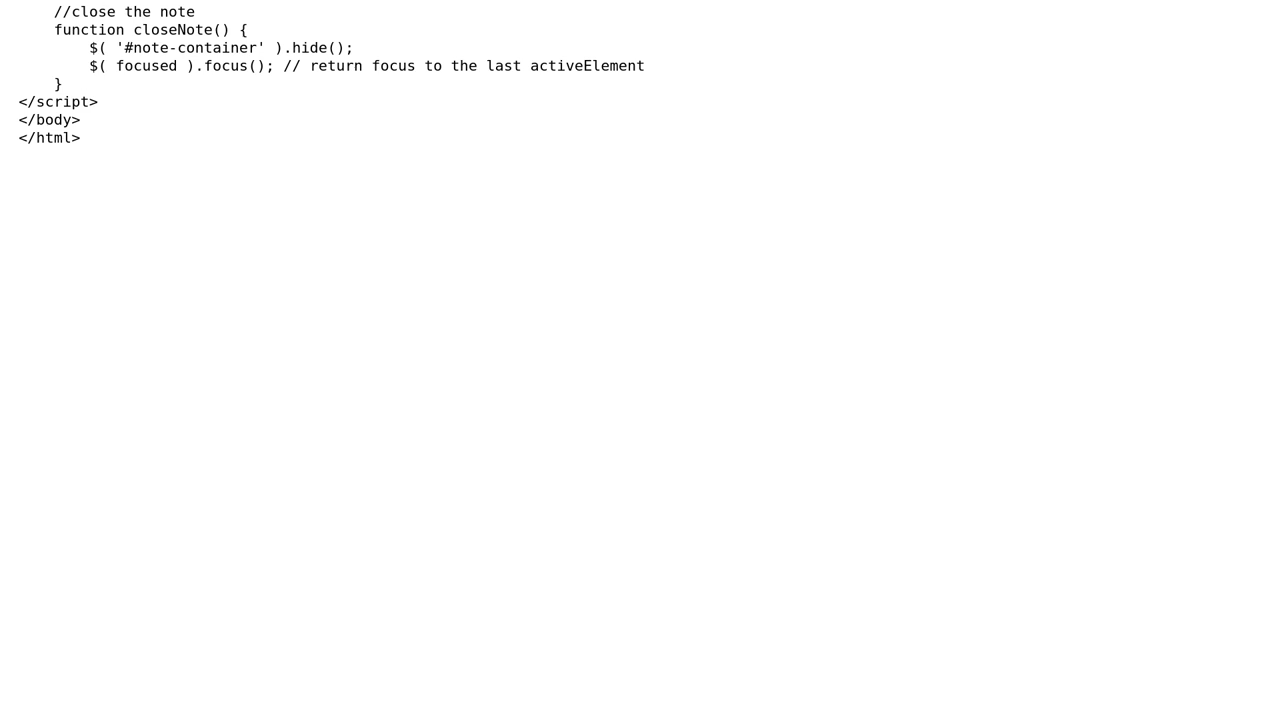 //close the note
    function closeNote() {
        $( '#note-container' ).hide();
        $( focused ).focus(); // return focus to the last activeElement
    }
</script>
</body>
</html>